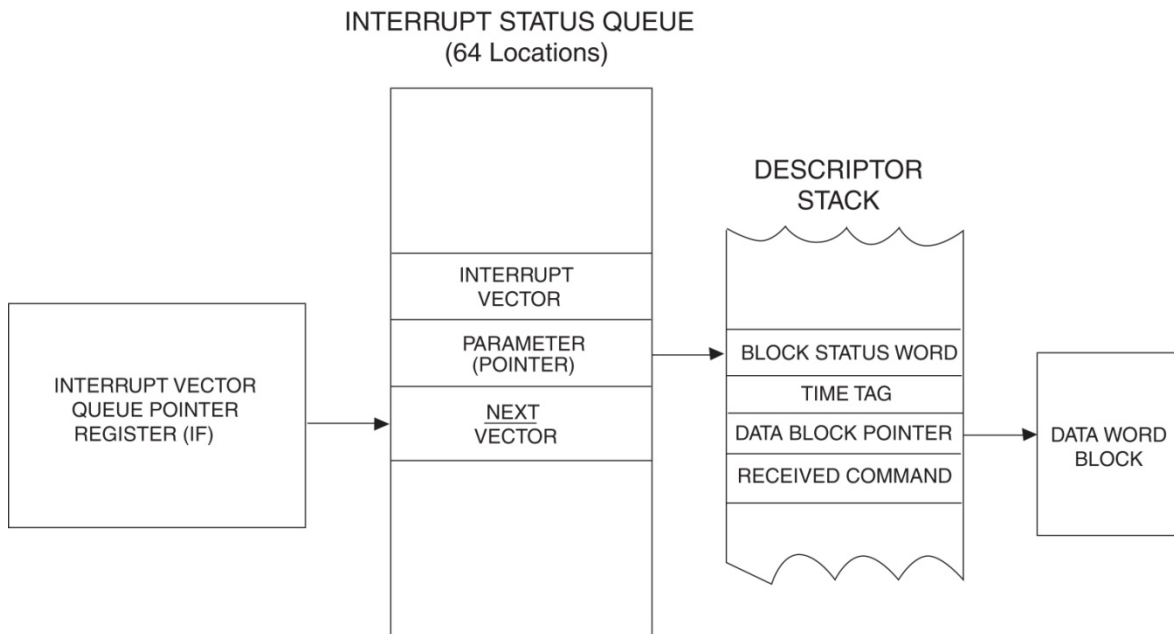 INTERRUPT STATUS QUEUE
(64 Locations)
DESCRIPTOR
STACK
INTERRUPT
VECTOR
PARAMETER
(POINTER)
NEXT
VECTOR
INTERRUPT VECTOR
QUEUE POINTER
REGISTER (IF)
BLOCK STATUS WORD
TIME TAG
DATA BLOCK POINTER
RECEIVED COMMAND
DATA WORD
BLOCK